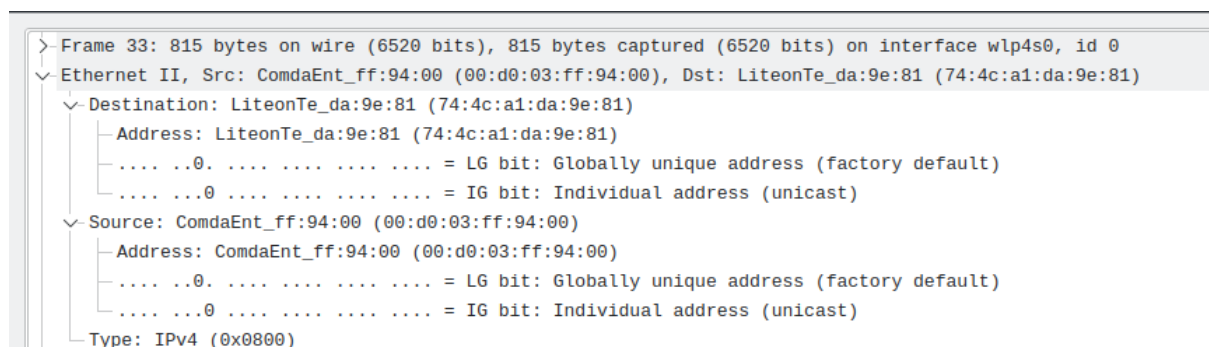 Frame 33: 815 bytes on wire (6520 bits), 815 bytes captured (6520 bits) on interface wlp4s0, id 0
Ethernet II, Src: ComdaEnt_ff:94:00 (00:d0:03:ff:94:00), Dst: LiteonTe_da:9e:81 (74:4c:a1:da:9e:81)
Destination: LiteonTe_da:9e:81 (74:4c:a1:da:9e:81)
Address: LiteonTe_da:9e:81 (74:4c:a1:da:9e:81)
.... ..0. .... .... .... .... = LG bit: Globally unique address (factory default)
.... ...0 .... .... .... .... = IG bit: Individual address (unicast)
Source: ComdaEnt_ff:94:00 (00:d0:03:ff:94:00)
Address: ComdaEnt_ff:94:00 (00:d0:03:ff:94:00)
.... ..0. .... .... .... .... = LG bit: Globally unique address (factory default)
.... ...0 .... .... .... .... = IG bit: Individual address (unicast)
Type: IPv4 (0x0800)